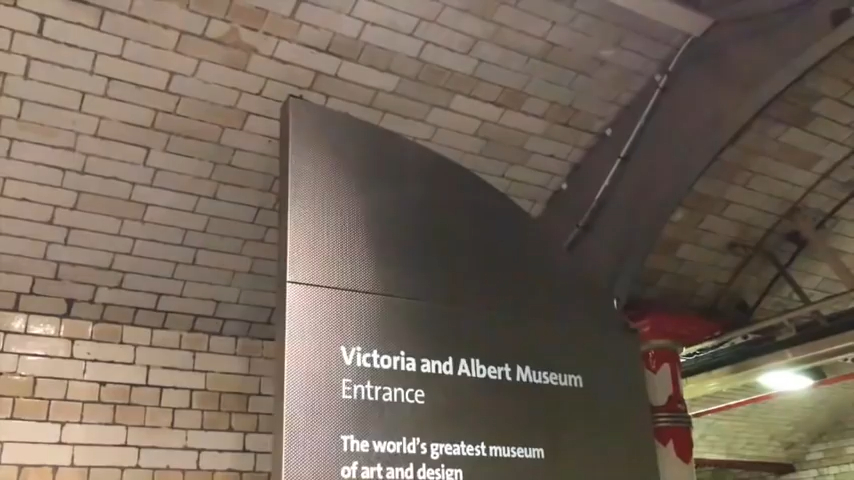 Victoria and Albert Museum
Entrance
The world's greatest museum
of art and design